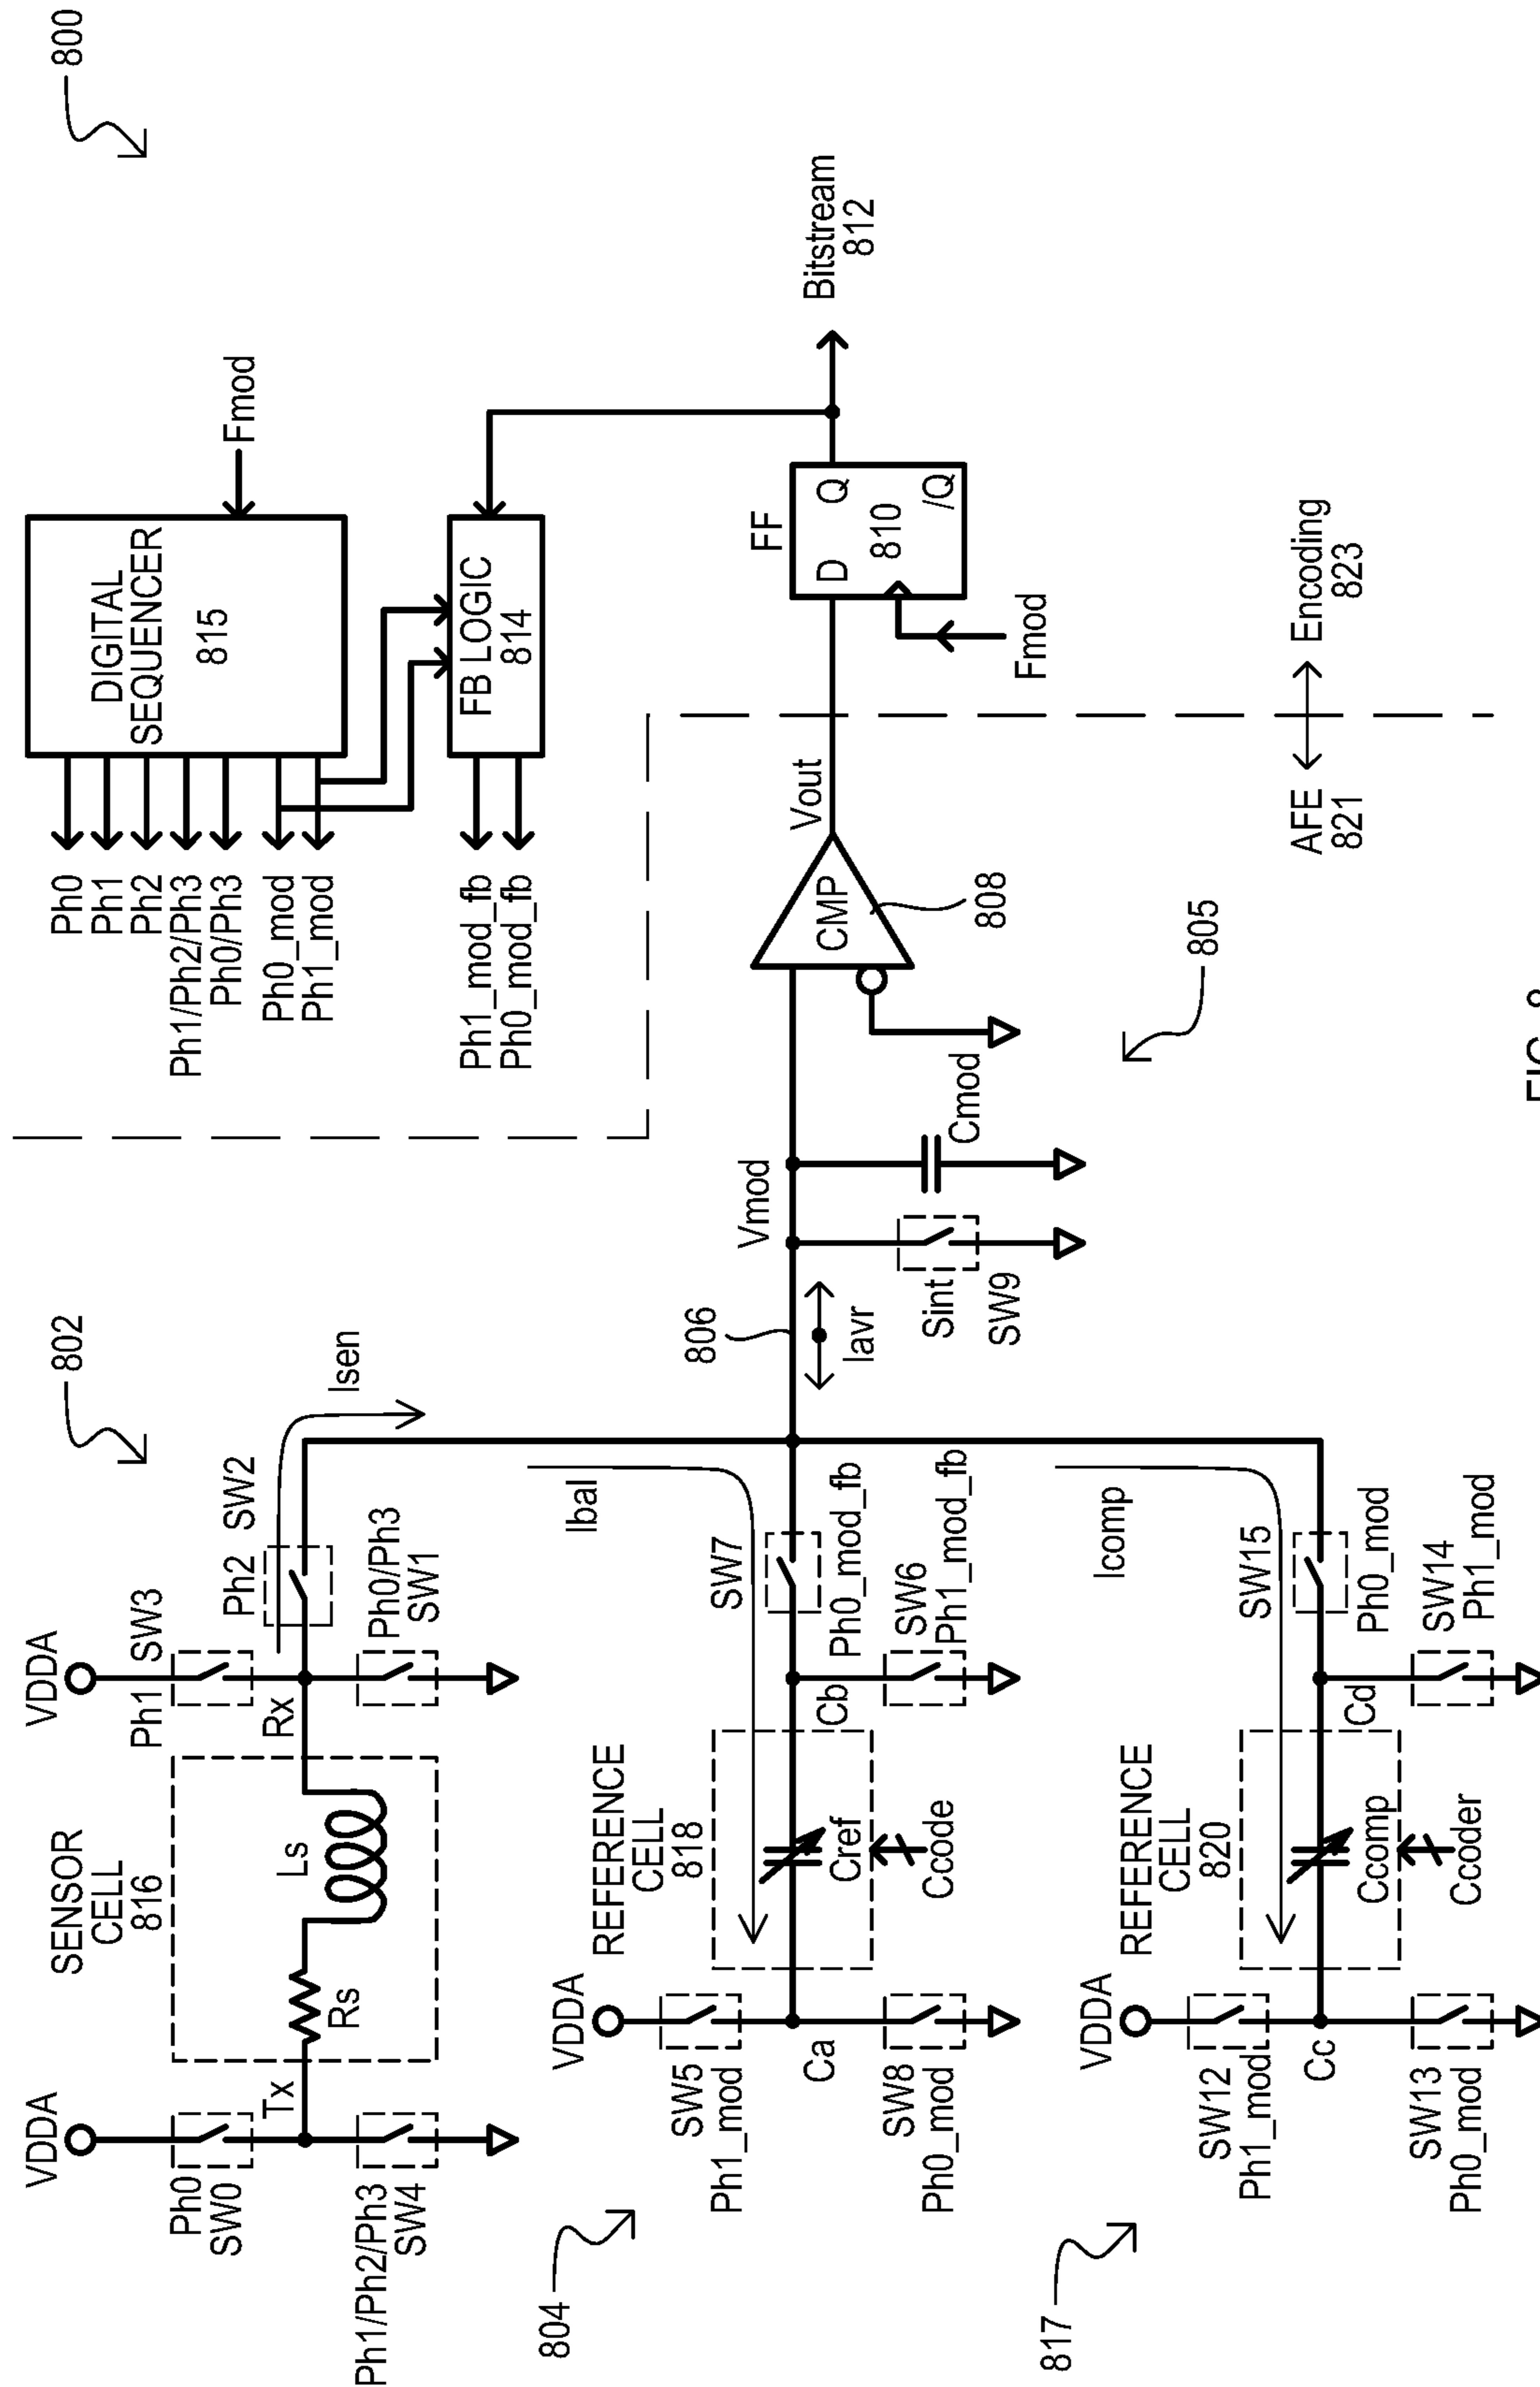 800
802
Isen
VDDA
VDDA
Ph0
SW0
Tx
Ph1/Ph2/Ph3
SW4
SENSOR
CELL
816
Rs
Ls
Ph1
SW3
Rx
Ph2
SW2
Ph0/Ph3
SW1
DIGITAL
SEQUENCER
815
Fmod
Ph0
Ph1
Ph2
Ph1/Ph2/Ph3
Ph0/Ph3
Ph0_mod
Ph1_mod
FB LOGIC
814
Ph1_mod_fb
Ph0_mod_fb
804
VDDA
SW5
Ph1_mod
Ca
SW8
Ph0_mod
REFERENCE
CELL
818
Cref
Ccode
Ibal
SW7
Ph0_mod_fb
Cb
SW6
Ph1_mod_fb
806
Iavr
Vmod
Sint
SW9
Cmod
CMP
808
Vout
805
FF
D
Q
810
/Q
Fmod
Bitstream
812
817
VDDA
SW12
Ph1_mod
Cc
SW13
Ph0_mod
REFERENCE
CELL
820
Ccomp
Ccoder
Icomp
SW15
Ph0_mod
Cd
SW14
Ph1_mod
AFE
821
Encoding
823